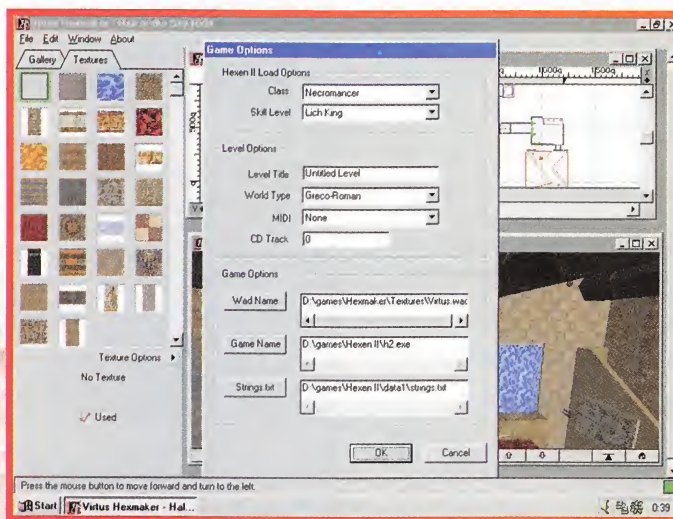 Virtus Hexmaker - Hal
File Edit Window About
Gallery Textures
Game Options
Hexen II Load Options
Class Necromancer
Skill Level Lich King
Level Options
Level Title Untitled Level
World Type Greco-Roman
MIDI None
CD Track 0
Game Options
Wad Name D:\games\Hexmaker\Textures\Virtus.wad
Game Name D:\games\Hexen II\h2.exe
Strings.txt D:\games\Hexen II\data1\strings.txt
OK Cancel
Texture Options
No Texture
Used
Press the mouse button to move forward and turn to the left.
Start Virtus Hexmaker - Hal... 0:39